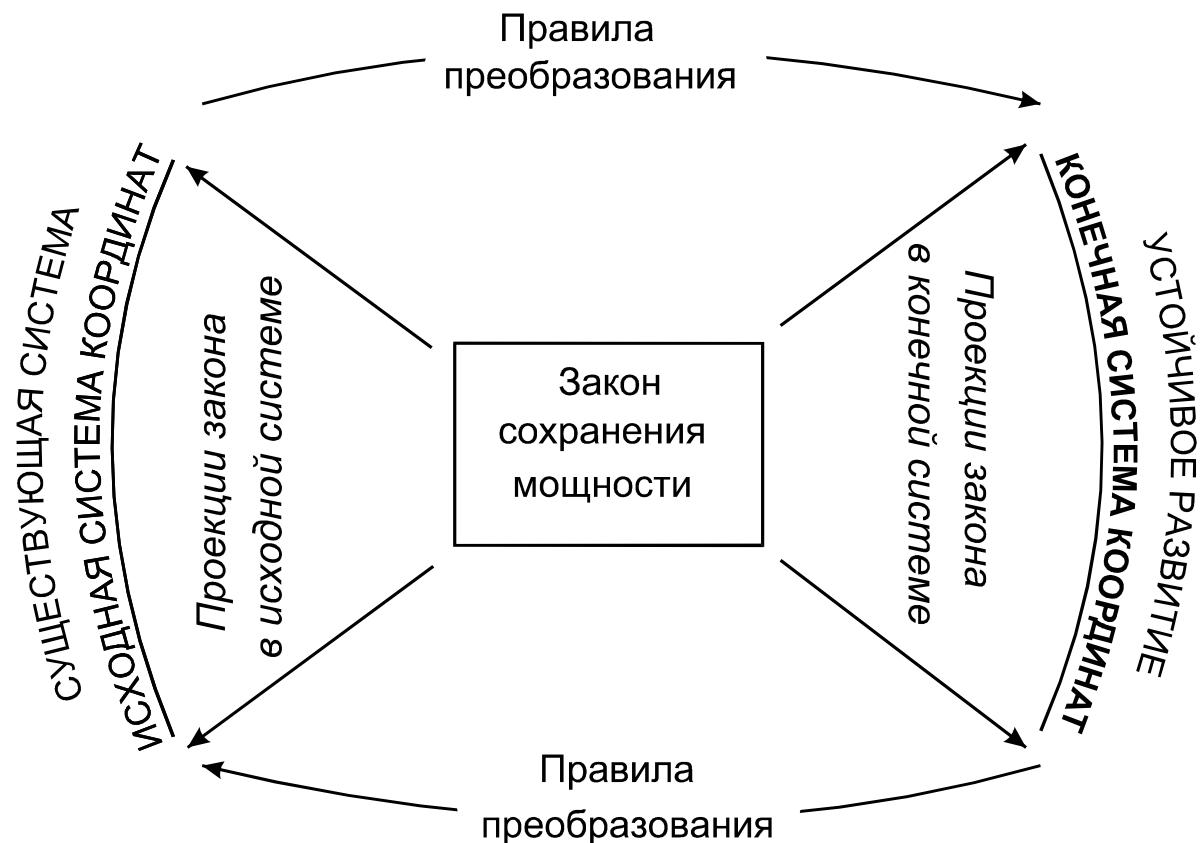 Правила
преобразования
СУЩЕСТВУЮЩАЯ СИСТЕМА
ИСХОДНАЯ СИСТЕМА КООРДИНАТ
Проекции закона
в исходной системе
Закон
сохранения
мощности
Проекции закона
в конечной системе
КОНЕЧНАЯ СИСТЕМА КООРДИНАТ
УСТОЙЧИВОЕ РАЗВИТИЕ
Правила
преобразования